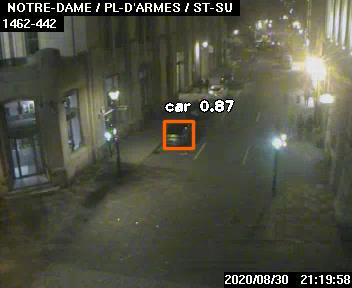 NOTRE-DAME / PL-D'ARMES / ST-SU
1462-442
car 0.87
2020/08/30 21:19:58